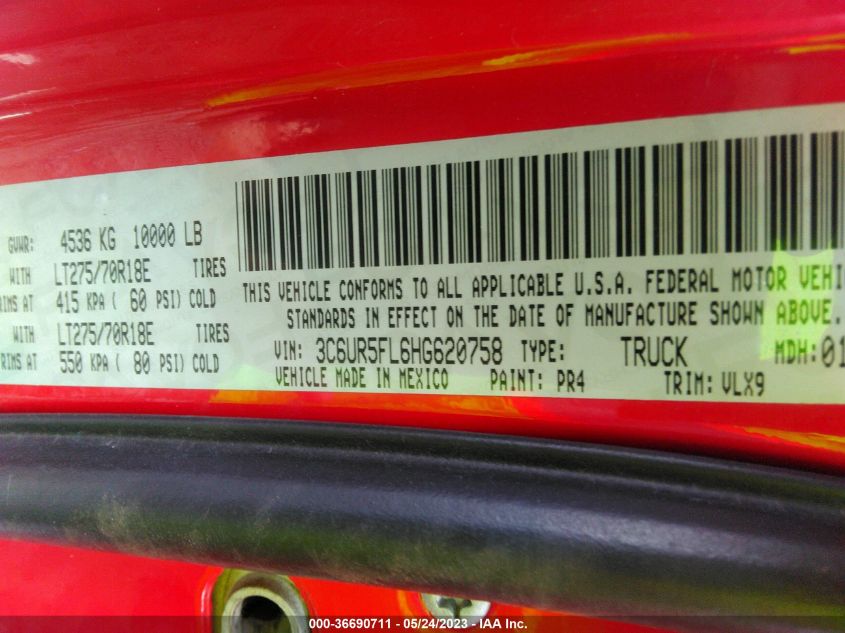 GVWR: 4536 KG 10000 LB
WITH LT275/70R18E TIRES
RIMS AT 415 KPA ( 60 PSI) COLD
WITH LT275/70R18E TIRES
RIMS AT 550 KPA ( 80 PSI) COLD
THIS VEHICLE CONFORMS TO ALL APPLICABLE U.S.A. FEDERAL MOTOR VEHI
STANDARDS IN EFFECT ON THE DATE OF MANUFACTURE SHOWN ABOVE.
VIN: 3C6UR5FL6HG620758 TYPE: TRUCK MDH:01
VEHICLE MADE IN MEXICO PAINT: PR4 TRIM: VLX9
000-36690711 - 05/24/2023 - IAA Inc.